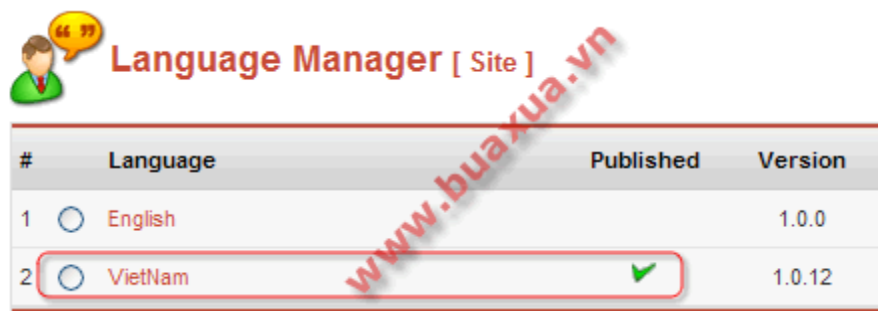 “ ”
Language Manager [ Site ]
www.buaxua.vn
# Language Published Version
1 English 1.0.0
2 VietNam 1.0.12